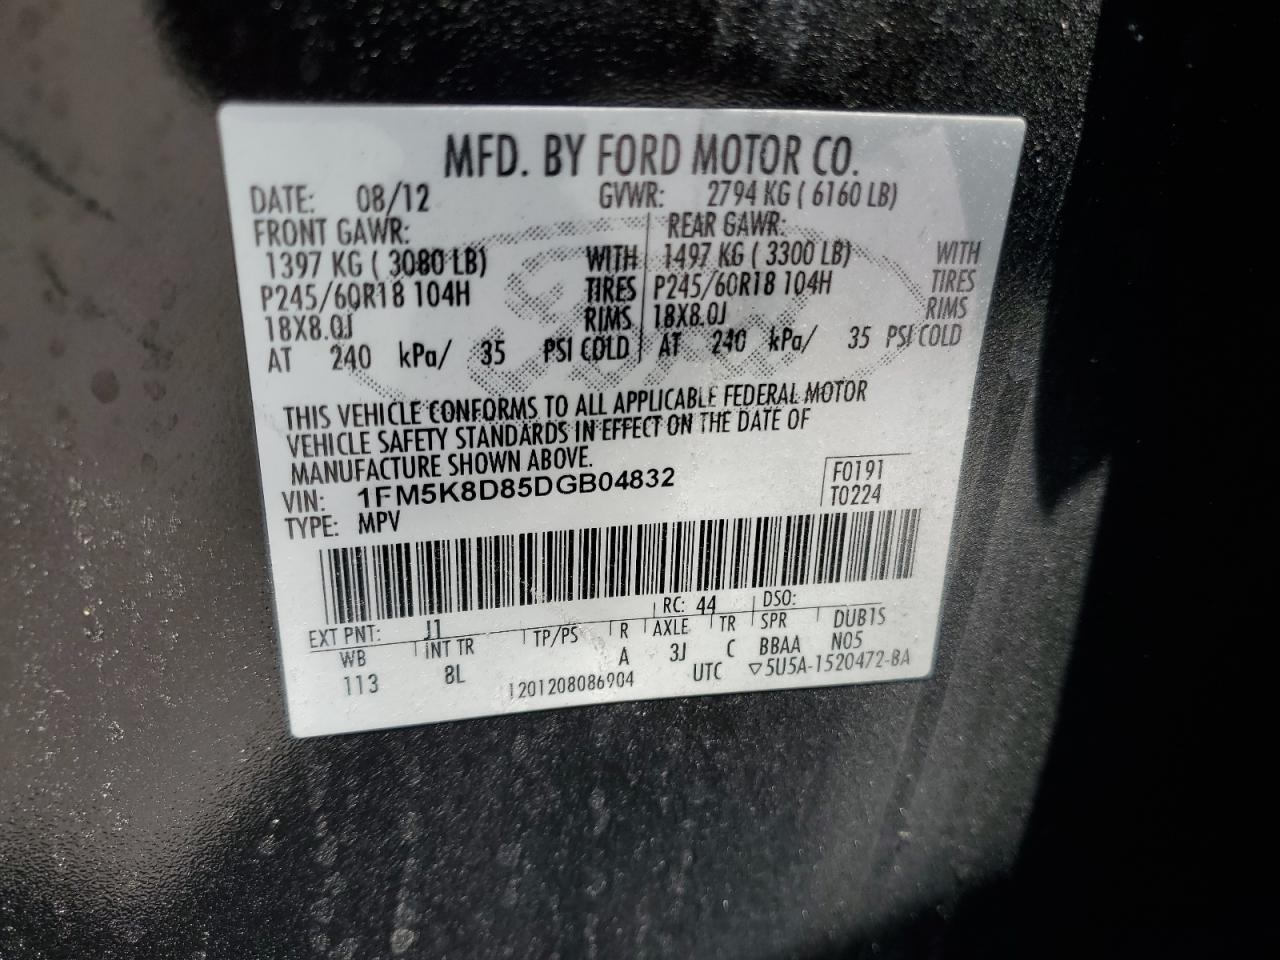 MFD. BY FORD MOTOR CO.
DATE: 08/12 GVWR: 2794 KG ( 6160 LB)
FRONT GAWR: REAR GAWR:
1397 KG ( 3080 LB) WITH 1497 KG ( 3300 LB) WITH
P245/60R18 104H TIRES P245/60R18 104H TIRES
18X8.0J RIMS 18X8.0J RIMS
AT 240 kPa/ 35 PSI COLD AT 240 kPa/ 35 PSI COLD
THIS VEHICLE CONFORMS TO ALL APPLICABLE FEDERAL MOTOR
VEHICLE SAFETY STANDARDS IN EFFECT ON THE DATE OF
MANUFACTURE SHOWN ABOVE.
VIN: 1FM5K8D85DGB04832 F0191
TYPE: MPV T0224
EXT PNT: J1 RC: 44 DSO:
WB INT TR TP/PS R AXLE TR SPR DUB1S
113 8L A 3J C BBAA N05
1201208086904 UTC ▽5U5A-1520472-BA